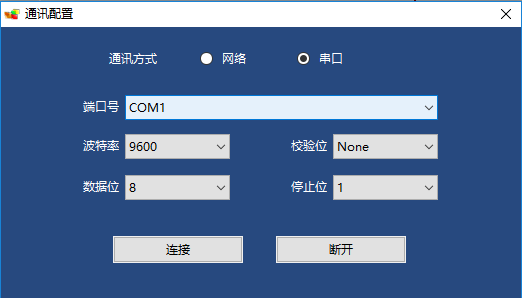 通讯配置
通讯方式 网络 串口
端口号 COM1
波特率 9600 校验位 None
数据位 8 停止位 1
连接 断开